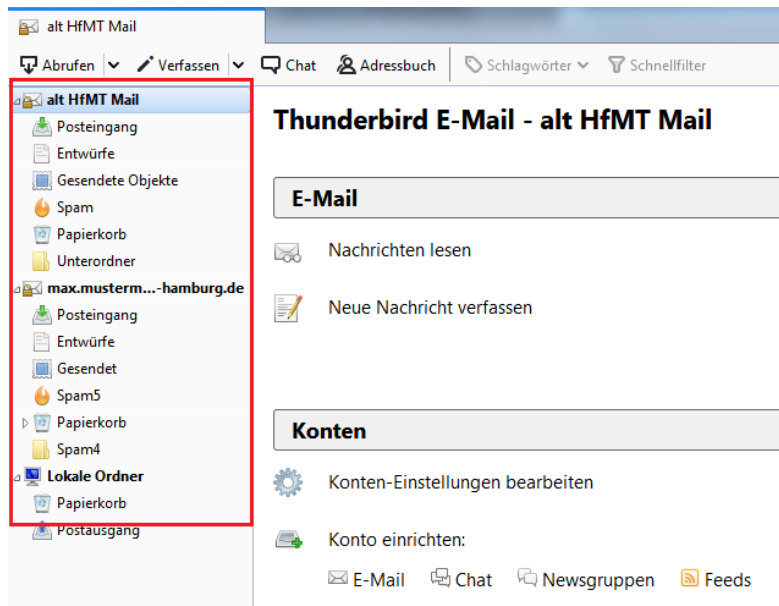 alt HfMT Mail
Abrufen Verfassen Chat Adressbuch Schlagwörter Schnellfilter
alt HfMT Mail
Posteingang
Entwürfe
Gesendete Objekte
Spam
Papierkorb
Unterordner
max.musterm...-hamburg.de
Posteingang
Entwürfe
Gesendet
Spam5
Papierkorb
Spam4
Lokale Ordner
Papierkorb
Postausgang
Thunderbird E-Mail - alt HfMT Mail
E-Mail
Nachrichten lesen
Neue Nachricht verfassen
Konten
Konten-Einstellungen bearbeiten
Konto einrichten:
E-Mail Chat Newsgruppen Feeds